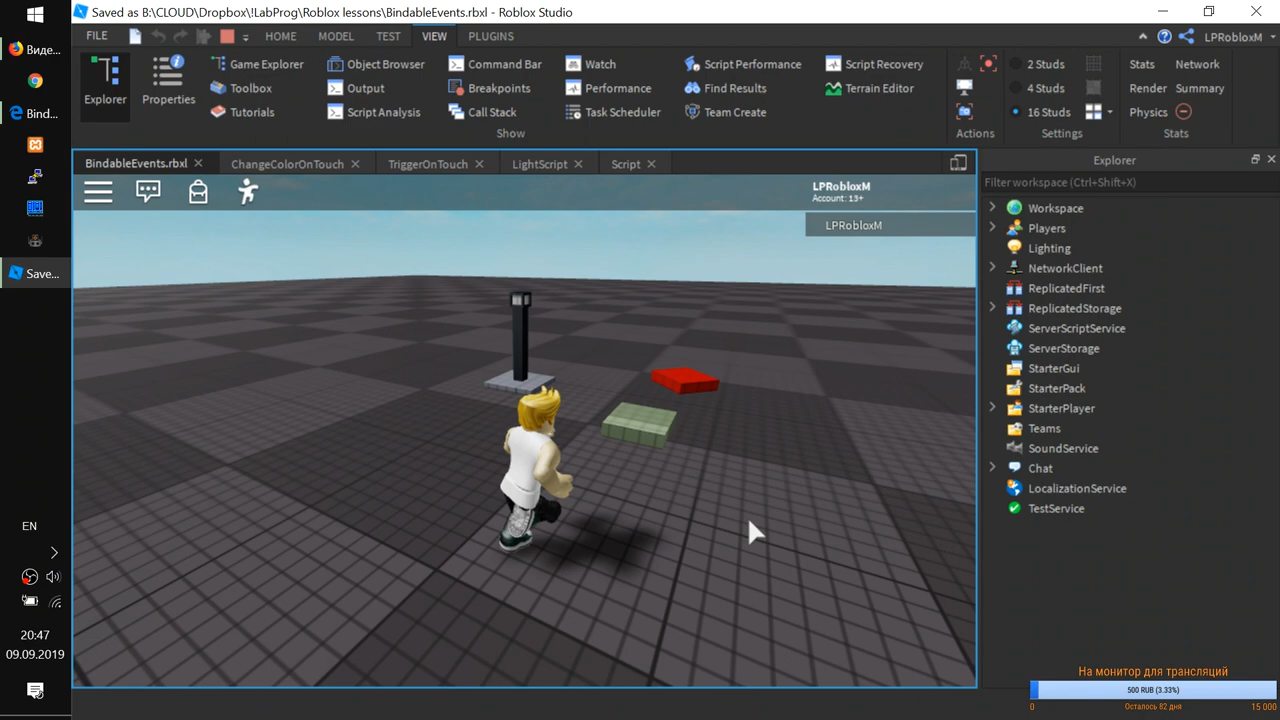 Saved as B:\CLOUD\Dropbox\!LabProg\Roblox lessons\BindableEvents.rbxl - Roblox Studio
FILE HOME MODEL TEST VIEW PLUGINS LPRobloxM
Виде...
Bind...
Save...
EN
20:47
09.09.2019
Explorer
Properties
Game Explorer
Toolbox
Tutorials
Object Browser
Output
Script Analysis
Command Bar
Breakpoints
Call Stack
Watch
Performance
Task Scheduler
Script Performance
Find Results
Team Create
Script Recovery
Terrain Editor
Show
Actions
2 Studs
4 Studs
16 Studs
Settings
Stats Network
Render Summary
Physics
Stats
BindableEvents.rbxl ChangeColorOnTouch TriggerOnTouch LightScript Script
LPRobloxM
Account: 13+
LPRobloxM
Explorer
Filter workspace (Ctrl+Shift+X)
Workspace
Players
Lighting
NetworkClient
ReplicatedFirst
ReplicatedStorage
ServerScriptService
ServerStorage
StarterGui
StarterPack
StarterPlayer
Teams
SoundService
Chat
LocalizationService
TestService
На монитор для трансляций
500 RUB (3.33%)
0 Осталось 82 дня 15 000